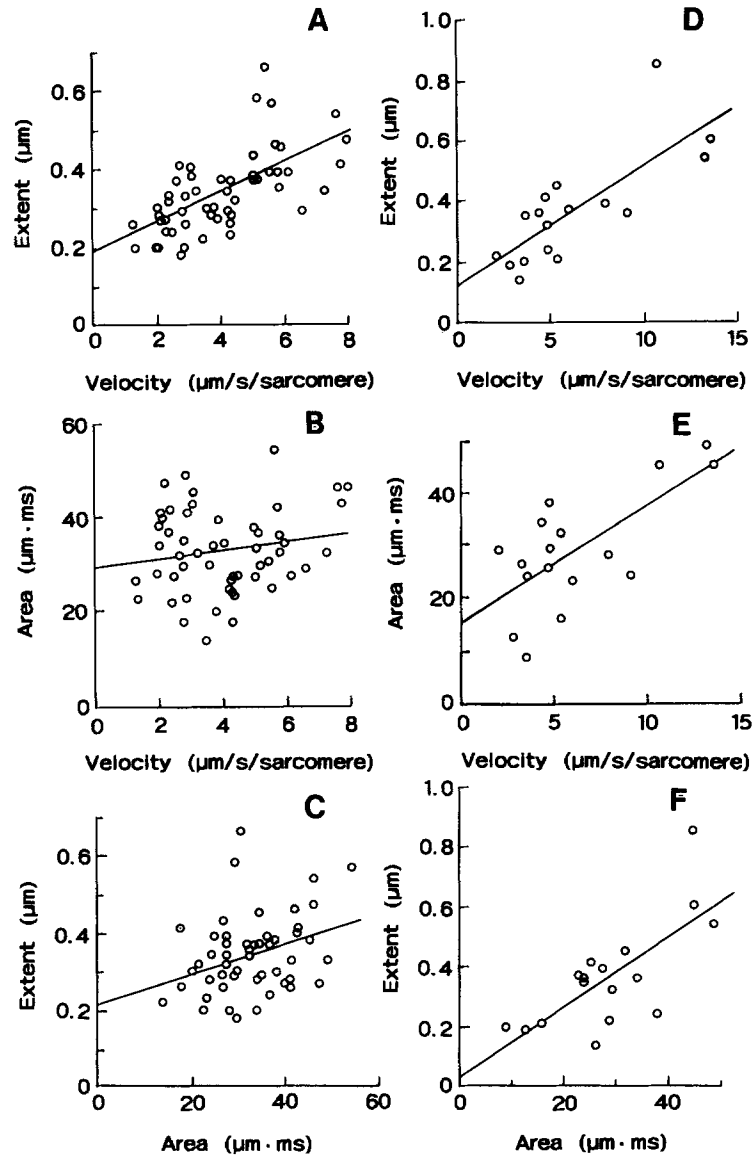 A
Extent (µm)
0.6
0.4
0.2
0
0 2 4 6 8
Velocity (µm/s/sarcomere)
D
Extent (µm)
1.0
0.8
0.6
0.4
0.2
0
0 5 10 15
Velocity (µm/s/sarcomere)
B
Area (µm·ms)
60
40
20
0
0 2 4 6 8
Velocity (µm/s/sarcomere)
E
Area (µm·ms)
40
20
0
0 5 10 15
Velocity (µm/s/sarcomere)
C
Extent (µm)
0.6
0.4
0.2
0
0 20 40 60
Area (µm·ms)
F
Extent (µm)
1.0
0.8
0.6
0.4
0.2
0
0 20 40
Area (µm·ms)